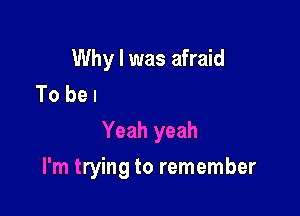 Why I was afraid
To be I
Yeah yeah
I'm trying to remember